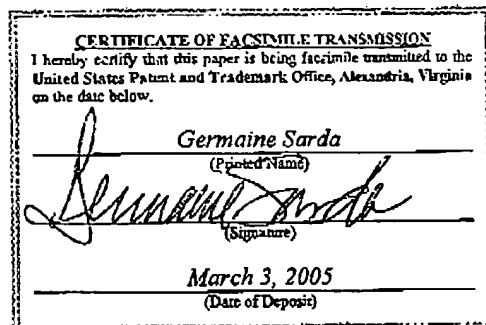 CERTIFICATE OF FACSIMILE TRANSMISSION
I hereby certify that this paper is being facsimile transmitted to the
United States Patent and Trademark Office, Alexandria, Virginia
on the date below.
Germaine Sarda
(Printed Name)
Germaine Sarda
(Signature)
March 3, 2005
(Date of Deposit)